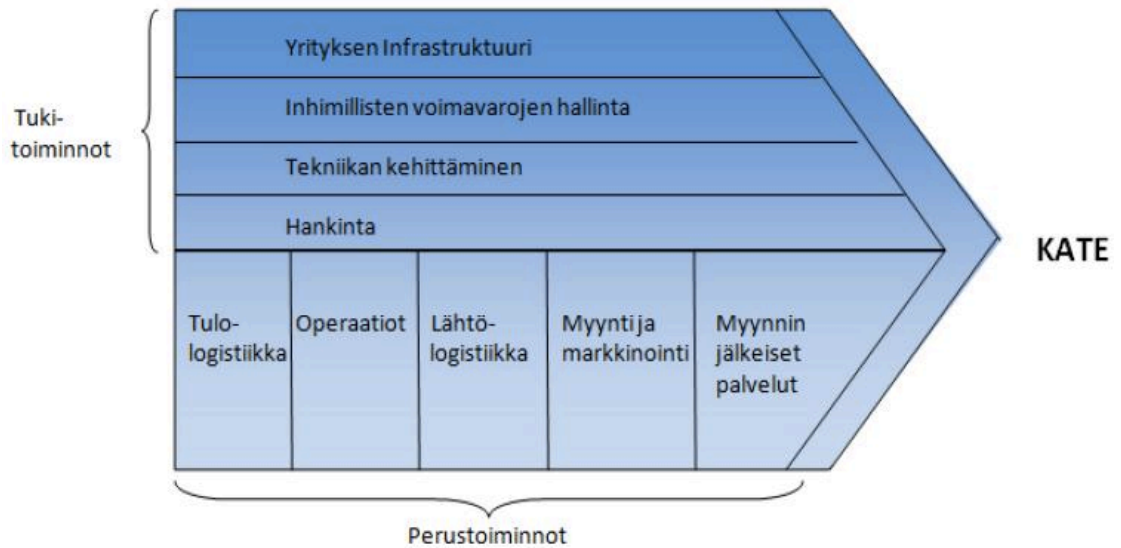 Yrityksen Infrastruktuuri
Inhimillisten voimavarojen hallinta
Tuki-
toiminnot
Tekniikan kehittäminen
Hankinta
KATE
Tulo-
logistiikka
Operaatiot
Lähtö-
logistiikka
Myynti ja
markkinointi
Myynnin
jälkeiset
palvelut
Perustoiminnot